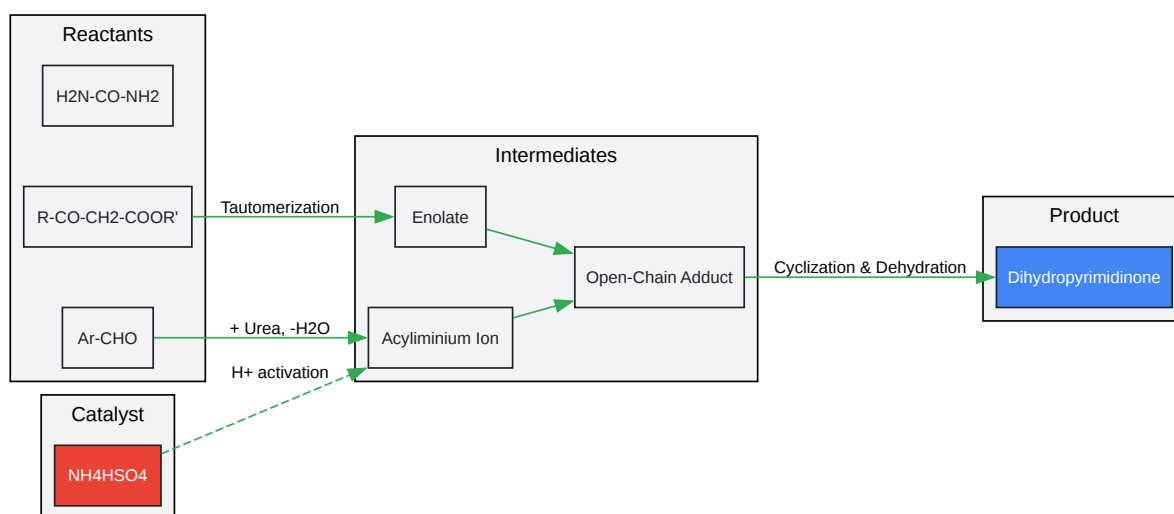 Reactants
H2N-CO-NH2
R-CO-CH2-COOR'
Ar-CHO
Catalyst
NH4HSO4
Tautomerization
+ Urea, -H2O
H+ activation
Intermediates
Enolate
Acyliminium Ion
Open-Chain Adduct
Cyclization & Dehydration
Product
Dihydropyrimidinone